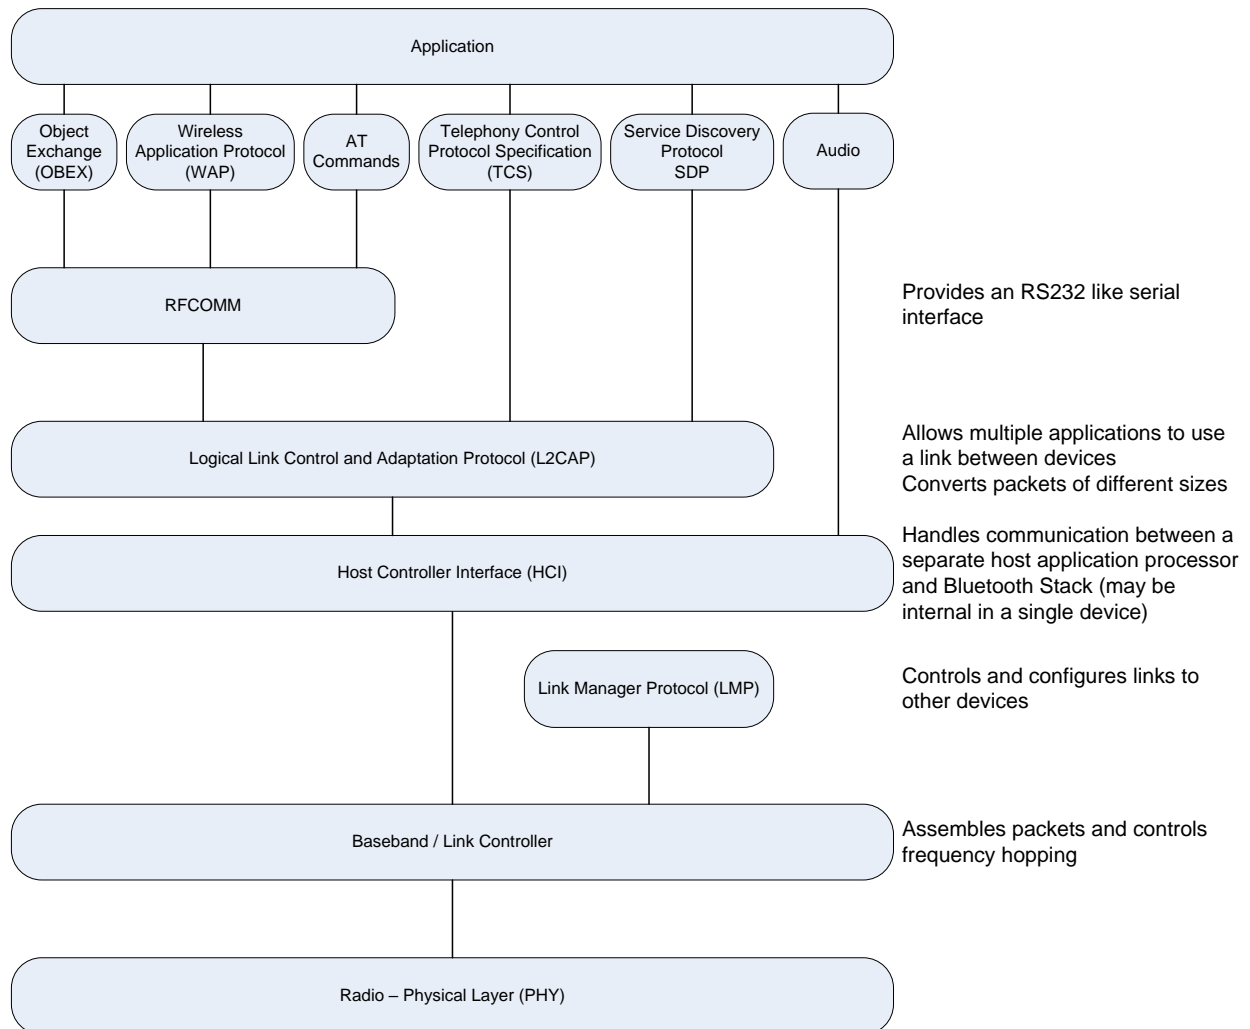 Application
Object
Exchange
(OBEX)
Wireless
Application Protocol
(WAP)
AT
Commands
Telephony Control
Protocol Specification
(TCS)
Service Discovery
Protocol
SDP
Audio
RFCOMM
Provides an RS232 like serial
interface
Logical Link Control and Adaptation Protocol (L2CAP)
Allows multiple applications to use
a link between devices
Converts packets of different sizes
Host Controller Interface (HCI)
Handles communication between a
separate host application processor
and Bluetooth Stack (may be
internal in a single device)
Link Manager Protocol (LMP)
Controls and configures links to
other devices
Baseband / Link Controller
Assembles packets and controls
frequency hopping
Radio – Physical Layer (PHY)